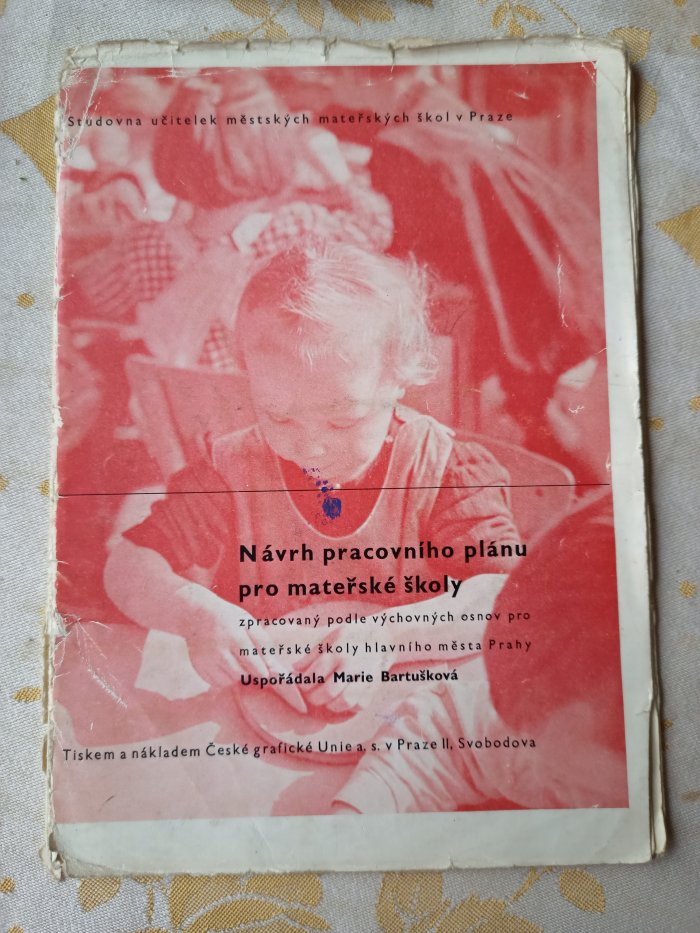 Studovna učitelek městských mateřských škol v Praze
Návrh pracovního plánu
pro mateřské školy
zpracovaný podle výchovných osnov pro
mateřské školy hlavního města Prahy
Uspořádala Marie Bartušková
Tiskem a nákladem České grafické Unie a. s. v Praze II, Svobodova